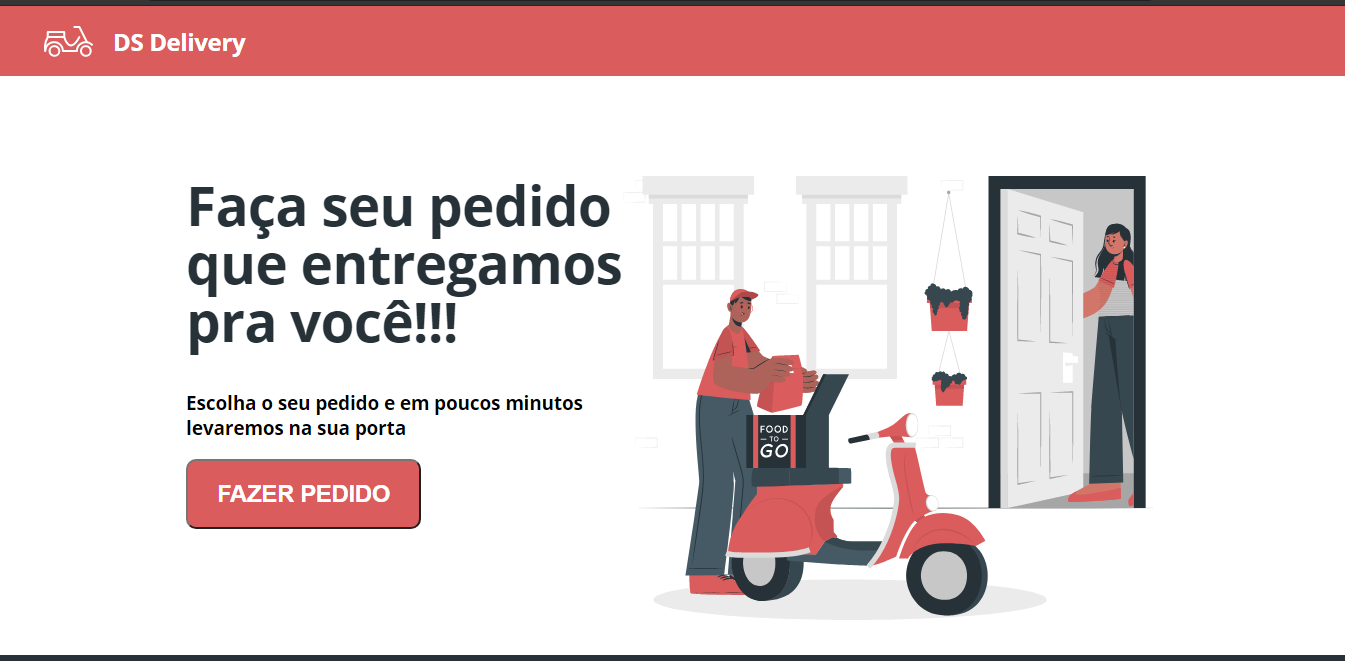 DS Delivery
Faça seu pedido
que entregamos
pra você!!!
Escolha o seu pedido e em poucos minutos
levaremos na sua porta
FAZER PEDIDO
FOOD
TO
GO